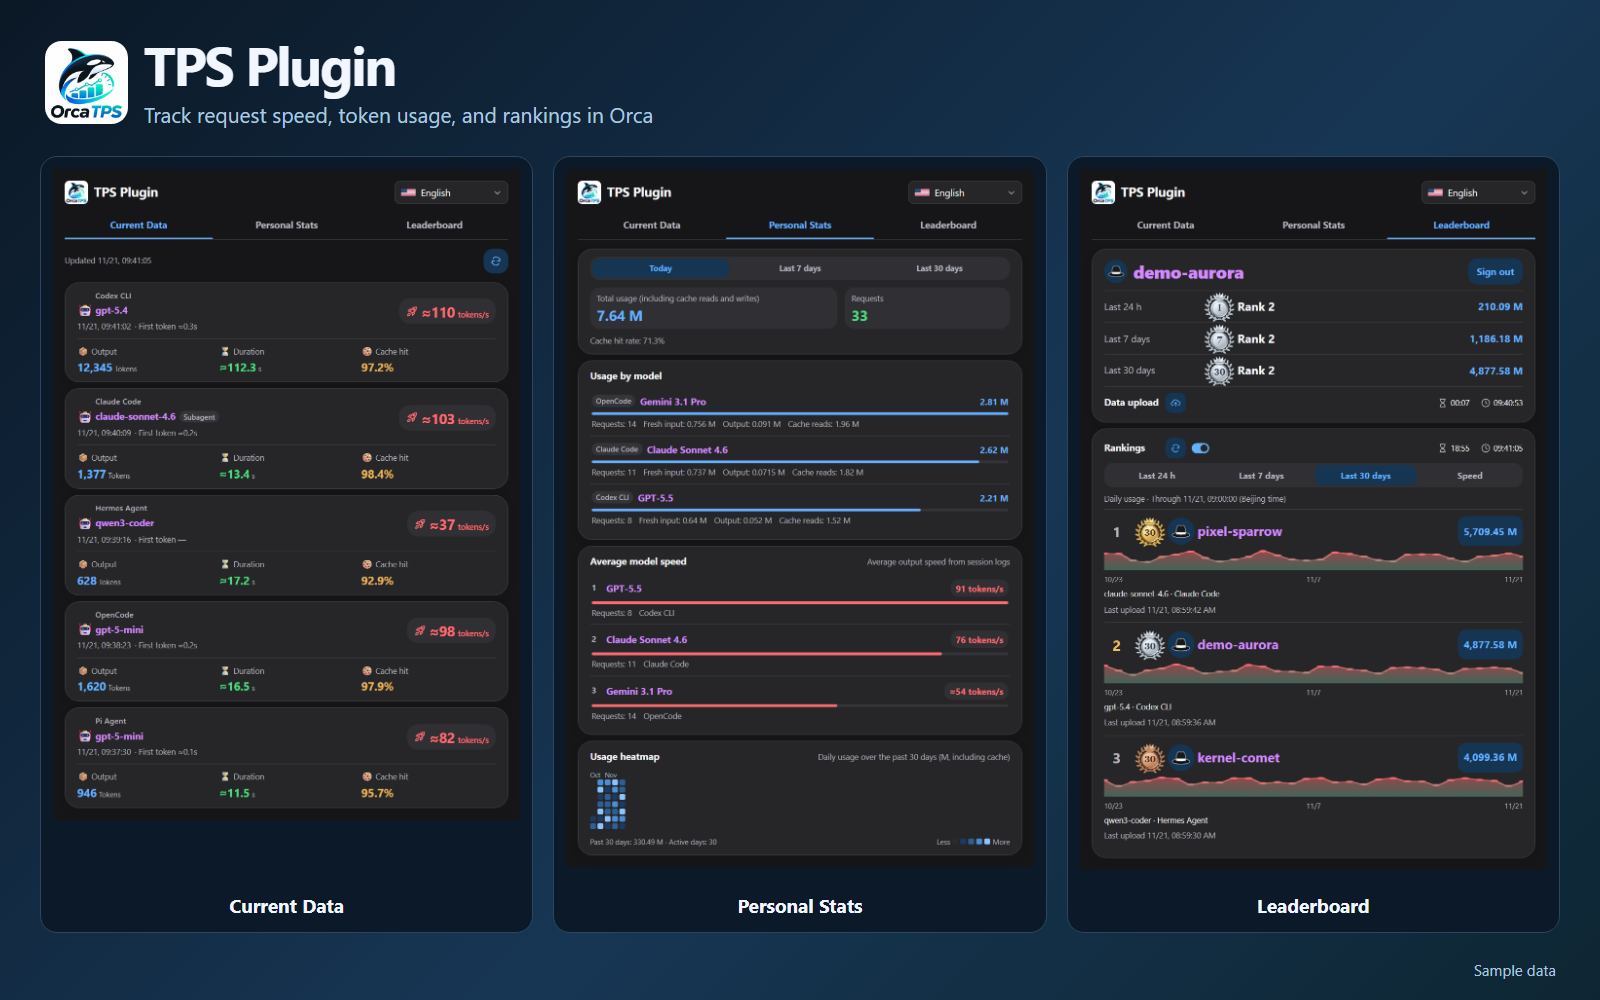 OrcaTPS
TPS Plugin
Track request speed, token usage, and rankings in Orca
TPS Plugin
English
Current Data
Personal Stats
Leaderboard
Updated 11/21, 09:41:05
Codex CLI
gpt-5.4
≈110 tokens/s
11/21, 09:41:02 · First token ≈0.3s
Output
Duration
Cache hit
12,345 Tokens
≈112.3 s
97.2%
Claude Code
claude-sonnet-4.6 Subagent
≈103 tokens/s
11/21, 09:40:09 · First token ≈0.2s
Output
Duration
Cache hit
1,377 Tokens
≈13.4 s
98.4%
Hermes Agent
qwen3-coder
≈37 tokens/s
11/21, 09:39:16 · First token —
Output
Duration
Cache hit
628 Tokens
≈17.2 s
92.9%
OpenCode
gpt-5-mini
≈98 tokens/s
11/21, 09:38:23 · First token ≈0.2s
Output
Duration
Cache hit
1,620 Tokens
≈16.5 s
97.9%
Pi Agent
gpt-5-mini
≈82 tokens/s
11/21, 09:37:30 · First token ≈0.1s
Output
Duration
Cache hit
946 Tokens
≈11.5 s
95.7%
Current Data
TPS Plugin
English
Current Data
Personal Stats
Leaderboard
Today
Last 7 days
Last 30 days
Total usage (including cache reads and writes)
7.64 M
Requests
33
Cache hit rate: 71.3%
Usage by model
OpenCode Gemini 3.1 Pro 2.81 M
Requests: 14 Fresh input: 0.756 M Output: 0.091 M Cache reads: 1.96 M
Claude Code Claude Sonnet 4.6 2.62 M
Requests: 11 Fresh input: 0.737 M Output: 0.0715 M Cache reads: 1.82 M
Codex CLI GPT-5.5 2.21 M
Requests: 8 Fresh input: 0.64 M Output: 0.052 M Cache reads: 1.52 M
Average model speed
Average output speed from session logs
1 GPT-5.5 91 tokens/s
Requests: 8 Codex CLI
2 Claude Sonnet 4.6 76 tokens/s
Requests: 11 Claude Code
3 Gemini 3.1 Pro ≈54 tokens/s
Requests: 14 OpenCode
Usage heatmap
Daily usage over the past 30 days (M, including cache)
Oct Nov
Past 30 days: 330.49 M · Active days: 30
Less More
Personal Stats
TPS Plugin
English
Current Data
Personal Stats
Leaderboard
demo-aurora
Sign out
Last 24 h 1 Rank 2 210.09 M
Last 7 days 7 Rank 2 1,186.18 M
Last 30 days 30 Rank 2 4,877.58 M
Data upload 00:07 09:40:53
Rankings 18:55 09:41:05
Last 24 h
Last 7 days
Last 30 days
Speed
Daily usage · Through 11/21, 09:00:00 (Beijing time)
1 30 pixel-sparrow 5,709.45 M
10/23 11/7 11/21
claude-sonnet-4.6 · Claude Code
Last upload 11/21, 08:59:42 AM
2 30 demo-aurora 4,877.58 M
10/23 11/7 11/21
gpt-5.4 · Codex CLI
Last upload 11/21, 08:59:36 AM
3 30 kernel-comet 4,099.36 M
10/23 11/7 11/21
qwen3-coder · Hermes Agent
Last upload 11/21, 08:59:30 AM
Leaderboard
Sample data